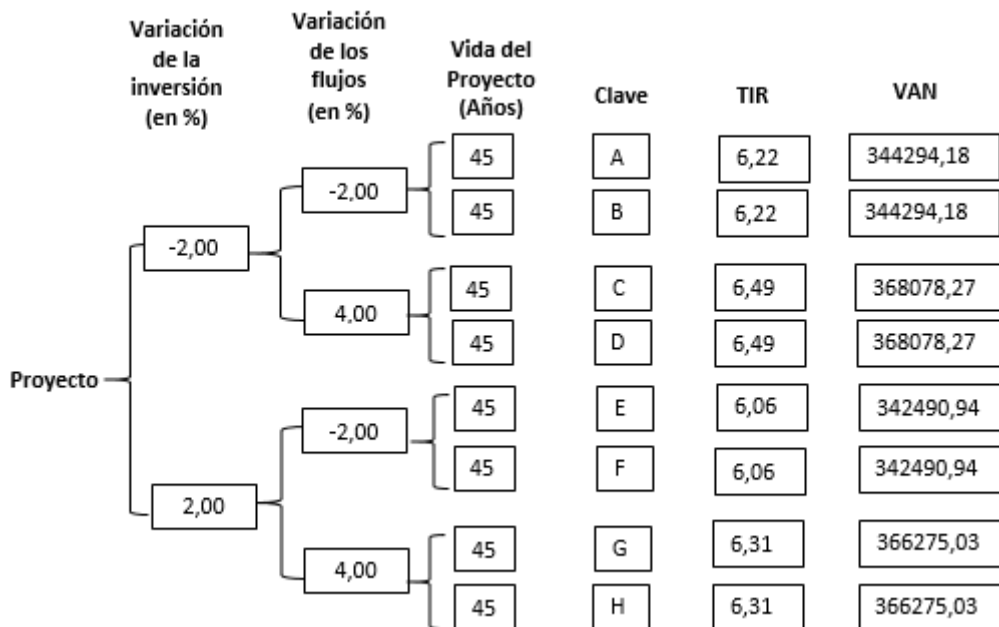 Variación
de la
inversión
(en %)
Variación
de los
flujos
(en %)
Vida del
Proyecto
(Años)
Clave
TIR
VAN
45 A 6,22 344294,18
-2,00
45 B 6,22 344294,18
-2,00
45 C 6,49 368078,27
4,00
45 D 6,49 368078,27
Proyecto
45 E 6,06 342490,94
-2,00
45 F 6,06 342490,94
2,00
45 G 6,31 366275,03
4,00
45 H 6,31 366275,03